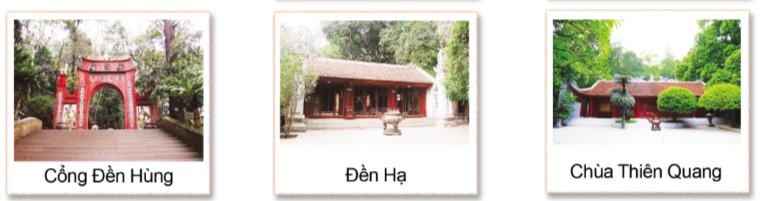 Cổng Đền Hùng
Đền Hạ
Chùa Thiên Quang